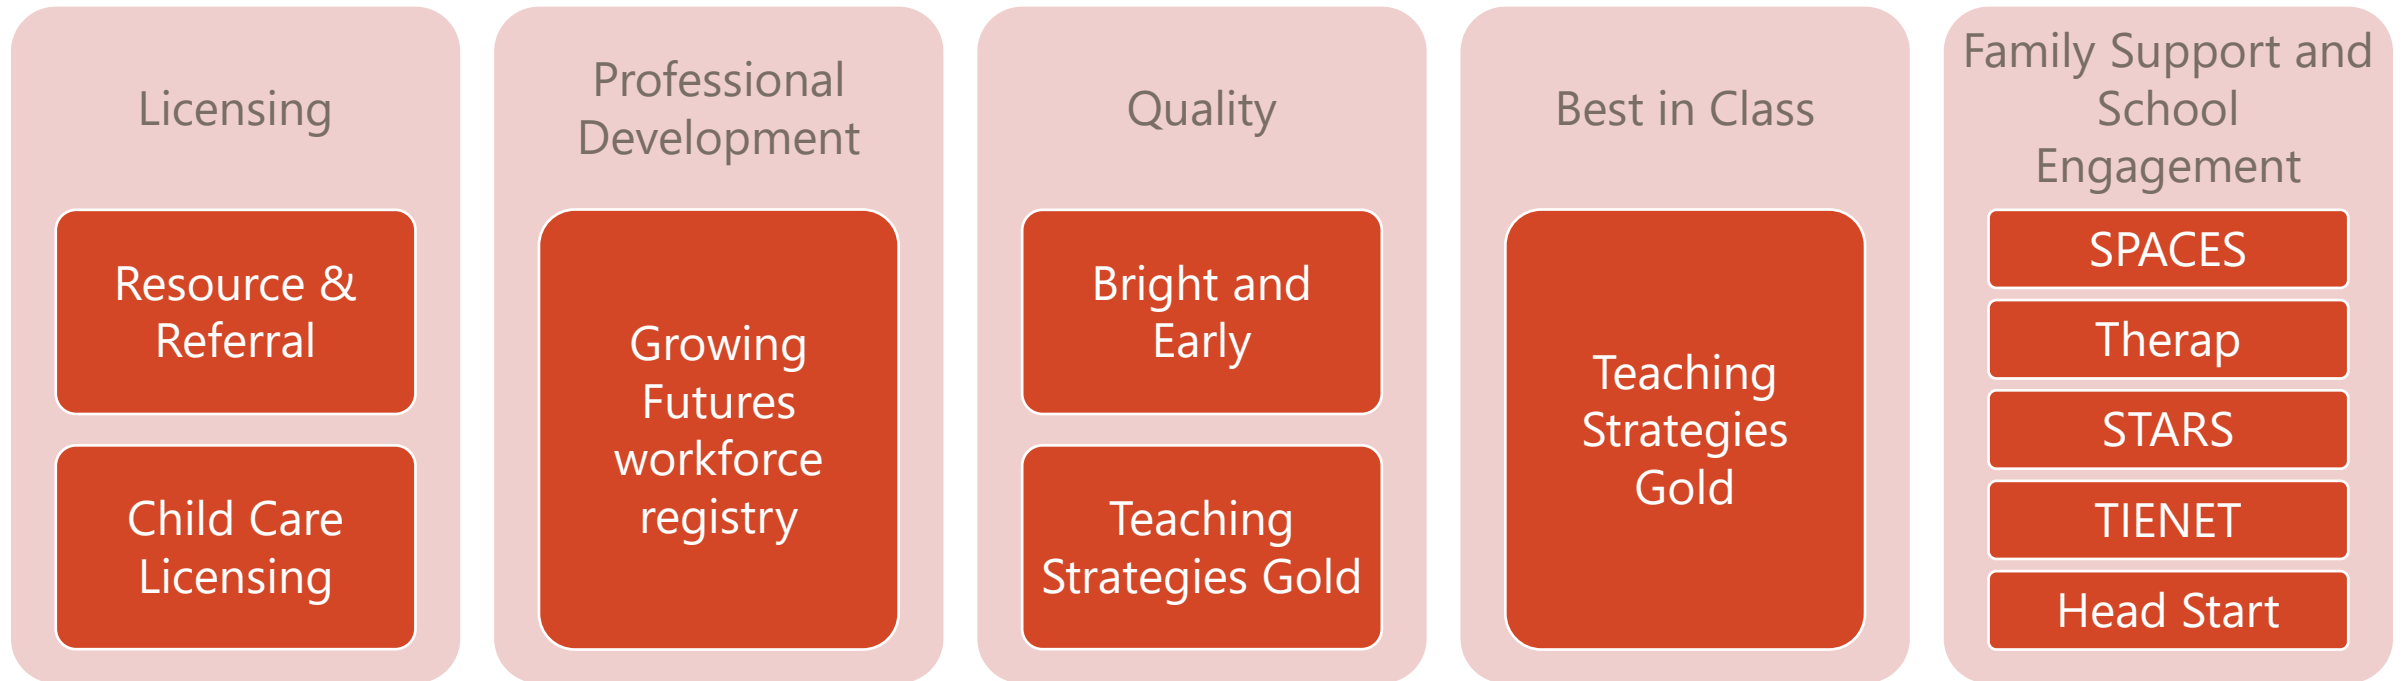 Licensing
Resource &
Referral
Child Care
Licensing
Professional
Development
Growing
Futures
workforce
registry
Quality
Bright and
Early
Teaching
Strategies Gold
Best in Class
Teaching
Strategies
Gold
Family Support and
School
Engagement
SPACES
Therap
STARS
TIENET
Head Start